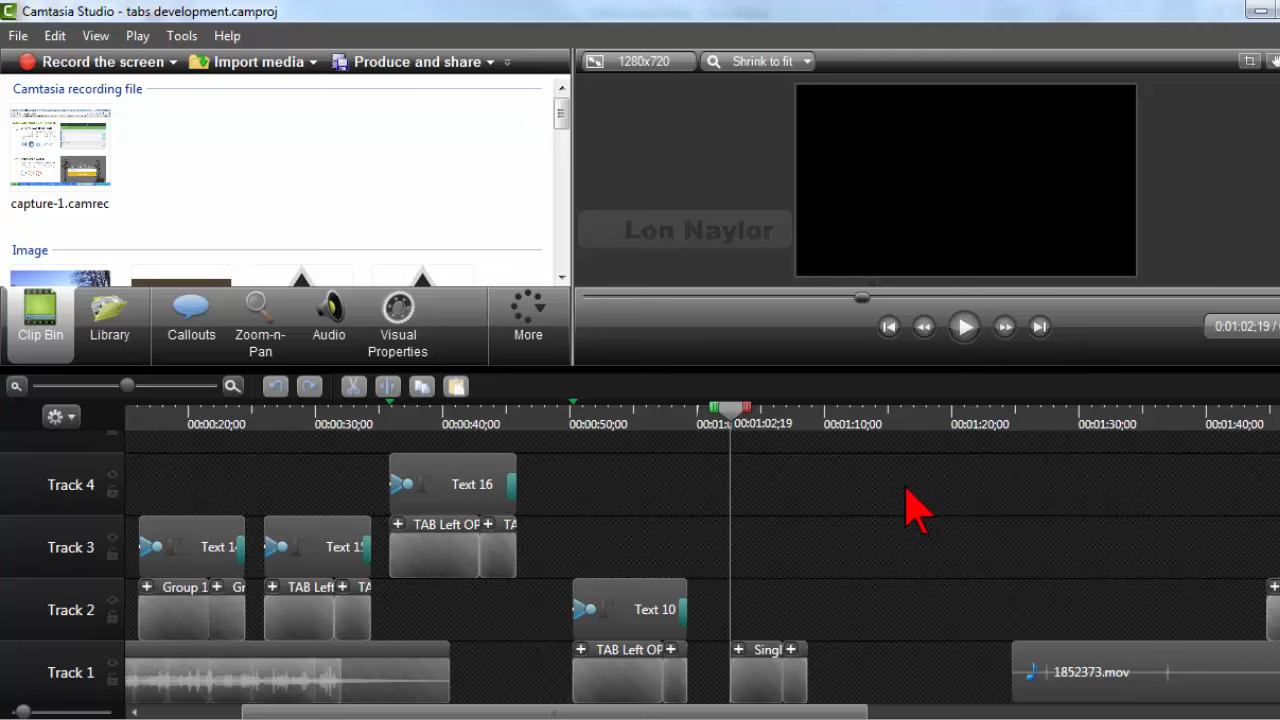 Camtasia Studio - tabs development.camproj
File Edit View Play Tools Help
Record the screen Import media Produce and share
1280x720 Shrink to fit
Camtasia recording file
capture-1.camrec
Lon Naylor
Image
Clip Bin Library Callouts Zoom-n-Pan Audio Visual Properties More
0:01:02;19 /
00:00:20;00 00:00:30;00 00:00:40;00 00:00:50;00 00:01: 00:01:02;19 00:01:10;00 00:01:20;00 00:01:30;00 00:01:40;00
Track 4 Text 16
TAB Left OP TA
Track 3 Text 14 Text 15
Group 1 Gr TAB Left TA
Track 2 Text 10
TAB Left OP Singl
Track 1 1852373.mov